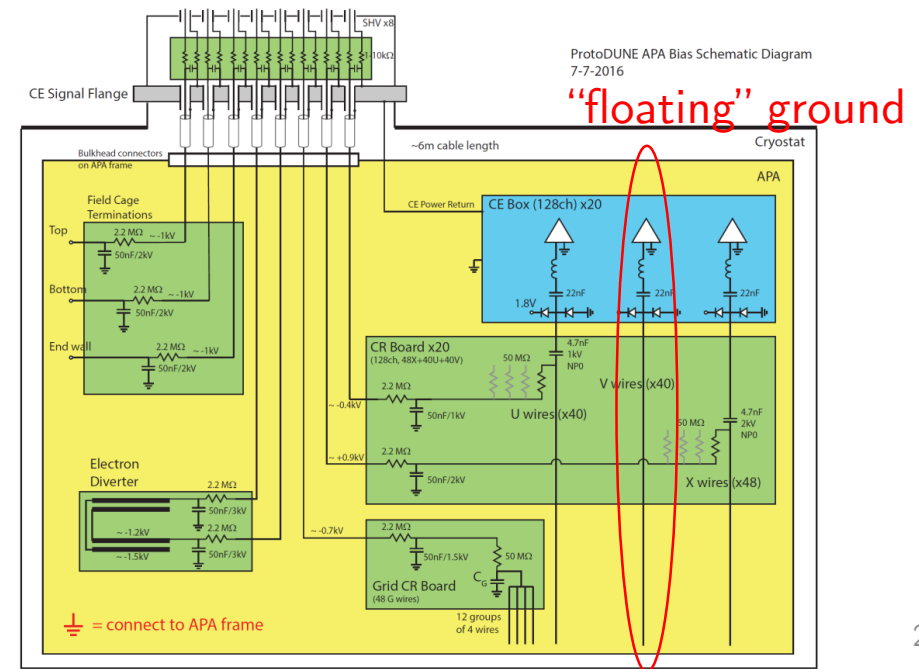 SHV x8
1-10kΩ
ProtoDUNE APA Bias Schematic Diagram
7-7-2016
CE Signal Flange
“floating” ground
~6m cable length
Cryostat
Bulkhead connectors
on APA frame
APA
Field Cage
Terminations
CE Power Return
CE Box (128ch) x20
Top
2.2 MΩ
~ -1kV
50nF/2kV
Bottom
2.2 MΩ
~ -1kV
50nF/2kV
22nF
22nF
22nF
1.8V
End wall
2.2 MΩ
~ -1kV
50nF/2kV
CR Board x20
(128ch, 48X+40U+40V)
50 MΩ
4.7nF
1kV
NP0
2.2 MΩ
V wires (x40)
~ -0.4kV
50nF/1kV
U wires (x40)
50 MΩ
4.7nF
2kV
NP0
2.2 MΩ
~ +0.9kV
50nF/2kV
X wires (x48)
Electron
Diverter
2.2 MΩ
50nF/3kV
~ -1.2kV
2.2 MΩ
~ -1.5kV
50nF/3kV
~ -0.7kV
2.2 MΩ
50nF/1.5kV
50 MΩ
CG
Grid CR Board
(48 G wires)
12 groups
of 4 wires
= connect to APA frame
2